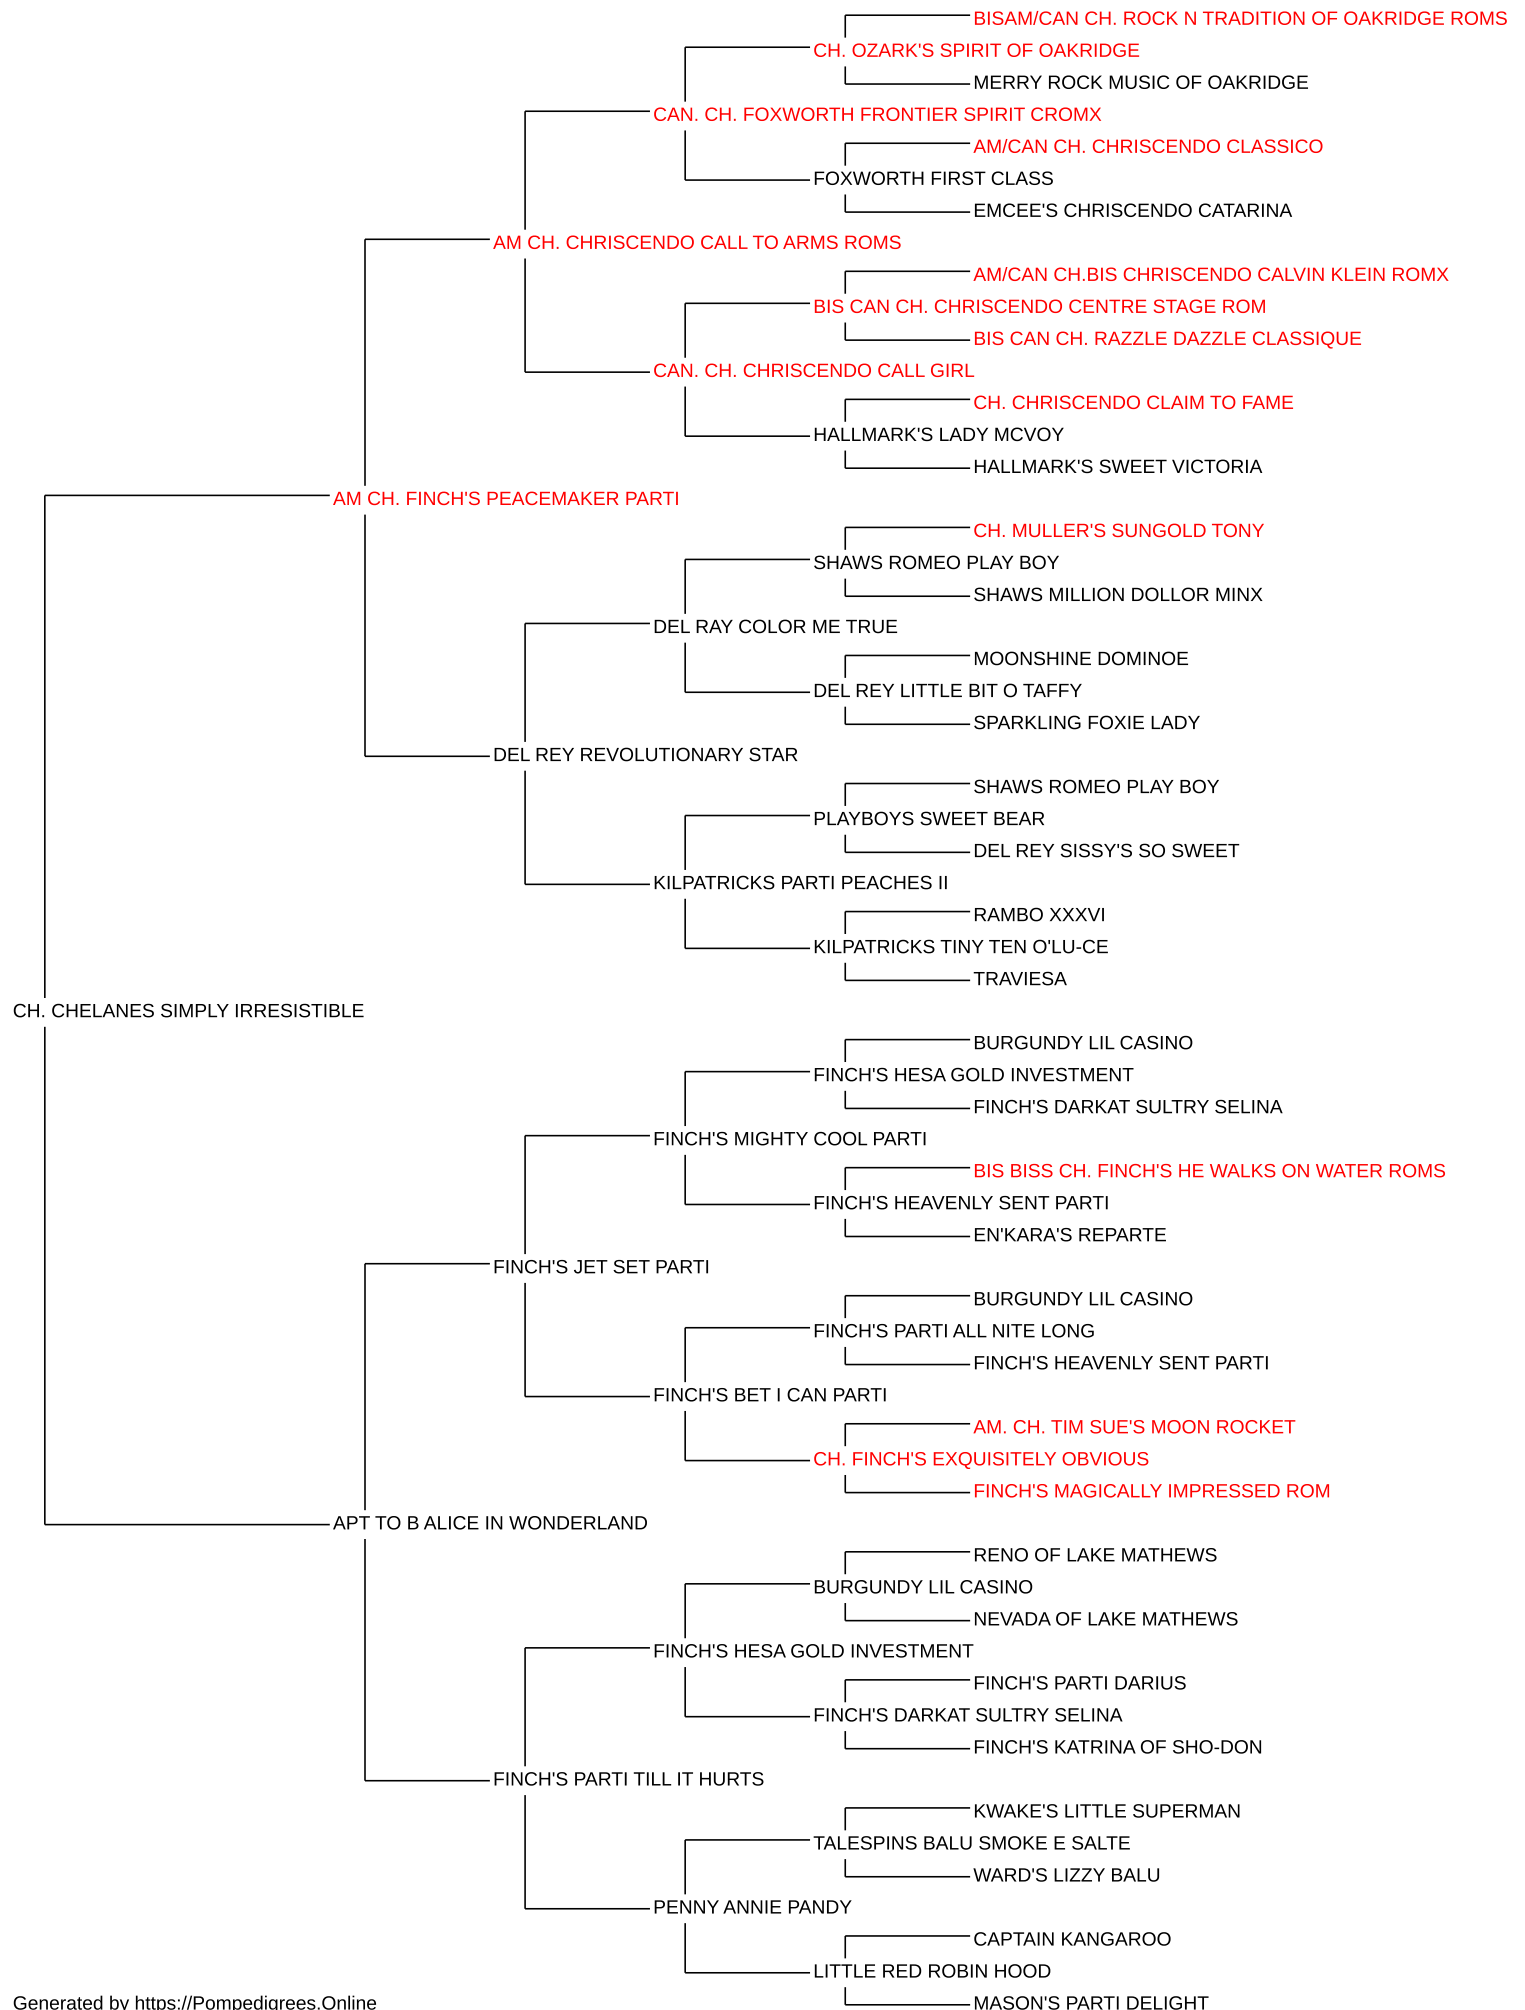 BISAM/CAN CH. ROCK N TRADITION OF OAKRIDGE ROMS
CH. OZARK'S SPIRIT OF OAKRIDGE
MERRY ROCK MUSIC OF OAKRIDGE
CAN. CH. FOXWORTH FRONTIER SPIRIT CROMX
AM/CAN CH. CHRISCENDO CLASSICO
FOXWORTH FIRST CLASS
EMCEE'S CHRISCENDO CATARINA
AM CH. CHRISCENDO CALL TO ARMS ROMS
AM/CAN CH.BIS CHRISCENDO CALVIN KLEIN ROMX
BIS CAN CH. CHRISCENDO CENTRE STAGE ROM
BIS CAN CH. RAZZLE DAZZLE CLASSIQUE
CAN. CH. CHRISCENDO CALL GIRL
CH. CHRISCENDO CLAIM TO FAME
HALLMARK'S LADY MCVOY
HALLMARK'S SWEET VICTORIA
AM CH. FINCH'S PEACEMAKER PARTI
CH. MULLER'S SUNGOLD TONY
SHAWS ROMEO PLAY BOY
SHAWS MILLION DOLLOR MINX
DEL RAY COLOR ME TRUE
MOONSHINE DOMINOE
DEL REY LITTLE BIT O TAFFY
SPARKLING FOXIE LADY
DEL REY REVOLUTIONARY STAR
SHAWS ROMEO PLAY BOY
PLAYBOYS SWEET BEAR
DEL REY SISSY'S SO SWEET
KILPATRICKS PARTI PEACHES II
RAMBO XXXVI
KILPATRICKS TINY TEN O'LU-CE
TRAVIESA
CH. CHELANES SIMPLY IRRESISTIBLE
BURGUNDY LIL CASINO
FINCH'S HESA GOLD INVESTMENT
FINCH'S DARKAT SULTRY SELINA
FINCH'S MIGHTY COOL PARTI
BIS BISS CH. FINCH'S HE WALKS ON WATER ROMS
FINCH'S HEAVENLY SENT PARTI
EN'KARA'S REPARTE
FINCH'S JET SET PARTI
BURGUNDY LIL CASINO
FINCH'S PARTI ALL NITE LONG
FINCH'S HEAVENLY SENT PARTI
FINCH'S BET I CAN PARTI
AM. CH. TIM SUE'S MOON ROCKET
CH. FINCH'S EXQUISITELY OBVIOUS
FINCH'S MAGICALLY IMPRESSED ROM
APT TO B ALICE IN WONDERLAND
RENO OF LAKE MATHEWS
BURGUNDY LIL CASINO
NEVADA OF LAKE MATHEWS
FINCH'S HESA GOLD INVESTMENT
FINCH'S PARTI DARIUS
FINCH'S DARKAT SULTRY SELINA
FINCH'S KATRINA OF SHO-DON
FINCH'S PARTI TILL IT HURTS
KWAKE'S LITTLE SUPERMAN
TALESPINS BALU SMOKE E SALTE
WARD'S LIZZY BALU
PENNY ANNIE PANDY
CAPTAIN KANGAROO
LITTLE RED ROBIN HOOD
MASON'S PARTI DELIGHT
Generated by https://Pompedigrees.Online